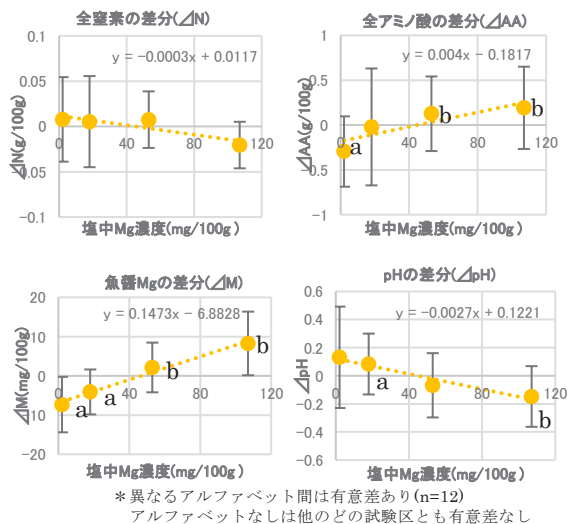 全窒素の差分(⊿N)
0.1
y = −0.0003x + 0.0117
0.05
0
0 40 80 120
0.05
−0.1
⊿N(g/100g)
塩中Mg濃度(mg/100g)
全アミノ酸の差分(⊿AA)
1
y = 0.004x − 0.1817
0.5
0
0 40 80 120
0.5
−1
a
b
b
⊿AA(g/100g)
塩中Mg濃度(mg/100g)
魚醤Mgの差分(⊿M)
20
y = 0.1473x − 6.8828
10
0
0 40 80 120
−10
−20
a
a
b
b
⊿M(mg/100g)
塩中Mg濃度(mg/100g)
pHの差分(⊿pH)
0.6
y = −0.0027x + 0.1221
0.4
0.2
0
0 40 80 120
−0.2
−0.4
−0.6
a
b
⊿pH
塩中Mg濃度(mg/100g)
＊異なるアルファベット間は有意差あり(n=12)
アルファベットなしは他のどの試験区とも有意差なし